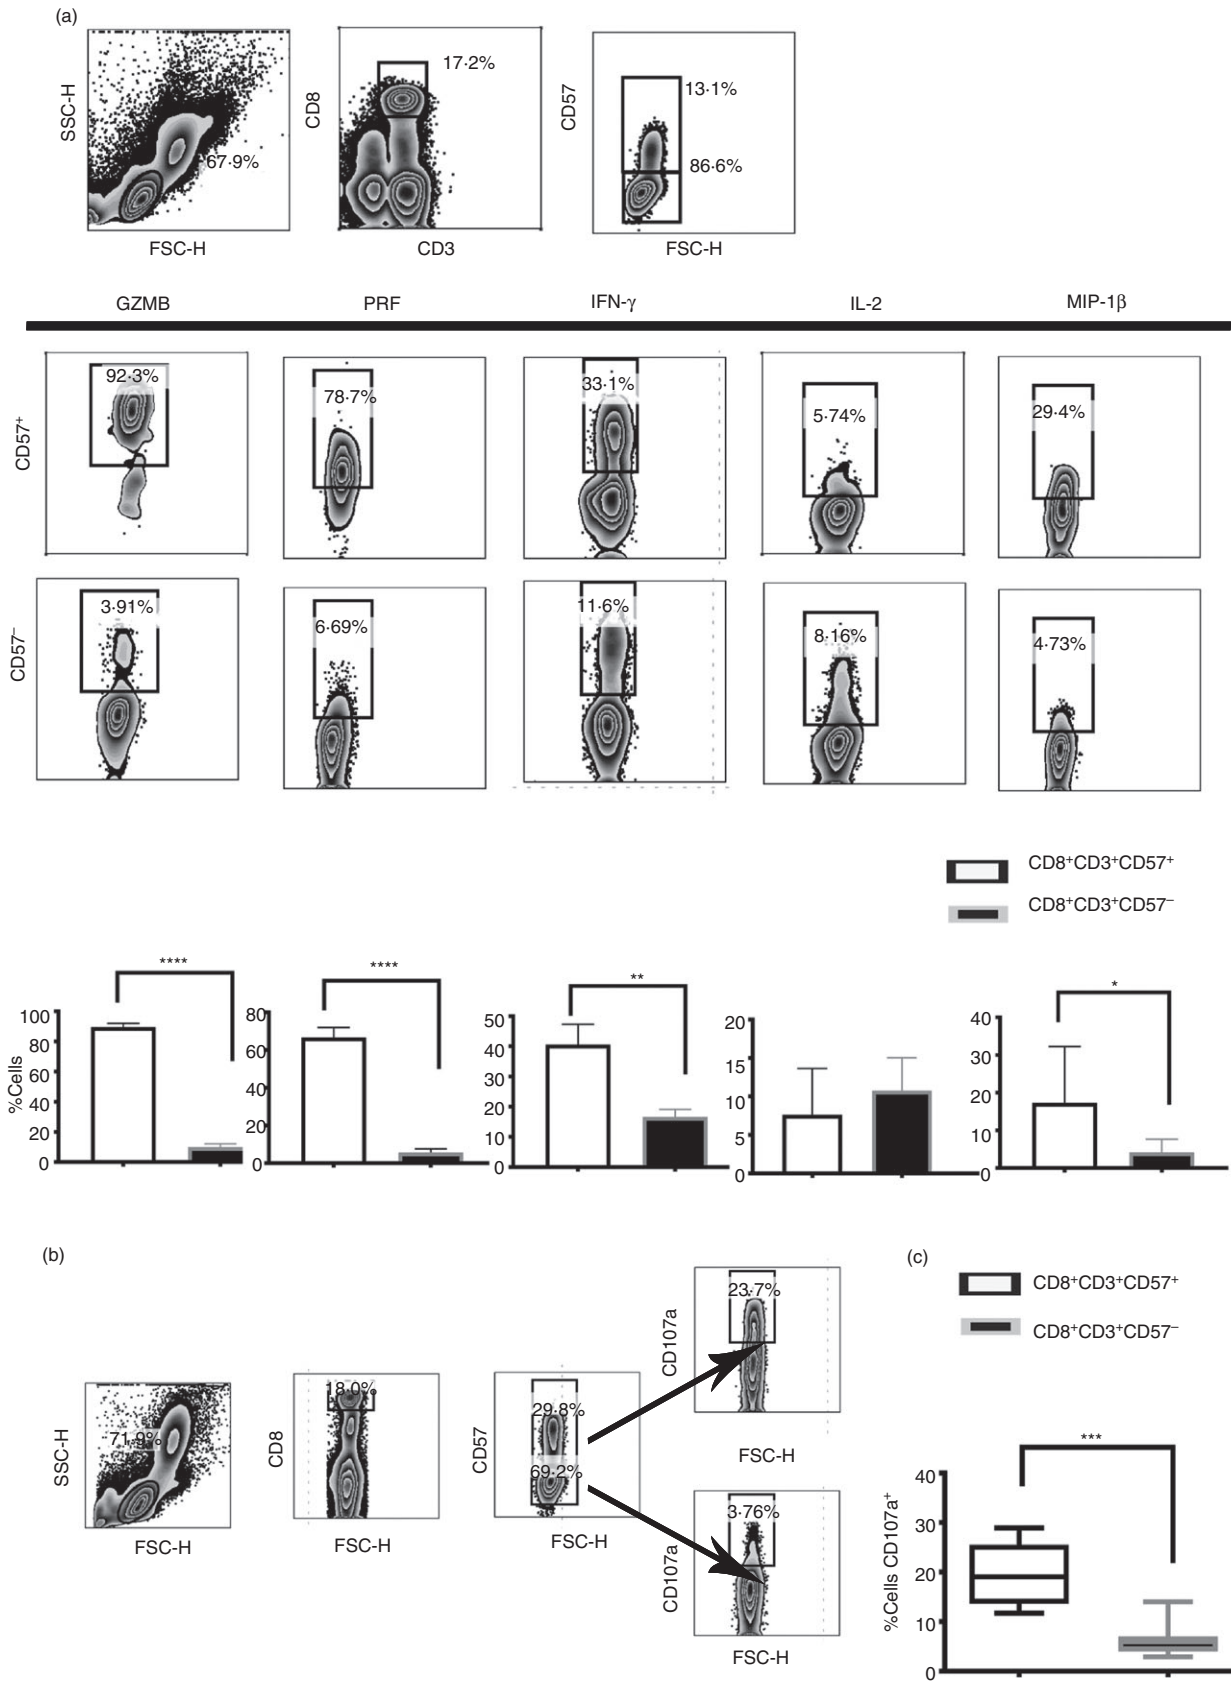 (a)
SSC-H
67·9%
FSC-H
CD8
17·2%
CD3
CD57
13·1%
86·6%
FSC-H
GZMB PRF IFN-γ IL-2 MIP-1β
CD57⁺
92·3% 78·7% 33·1% 5·74% 29·4%
CD57⁻
3·91% 6·69% 11·6% 8·16% 4·73%
CD8⁺CD3⁺CD57⁺
CD8⁺CD3⁺CD57⁻
%Cells
****
100
80
60
40
20
0
****
80
60
40
20
0
**
50
40
30
20
10
0
20
15
10
5
0
*
40
30
20
10
0
(b)
SSC-H
71·9%
FSC-H
CD8
18·0%
FSC-H
CD57
29·8%
69·2%
FSC-H
CD107a
23·7%
FSC-H
CD107a
3·76%
FSC-H
(c)
CD8⁺CD3⁺CD57⁺
CD8⁺CD3⁺CD57⁻
%Cells CD107a⁺
***
40
30
20
10
0